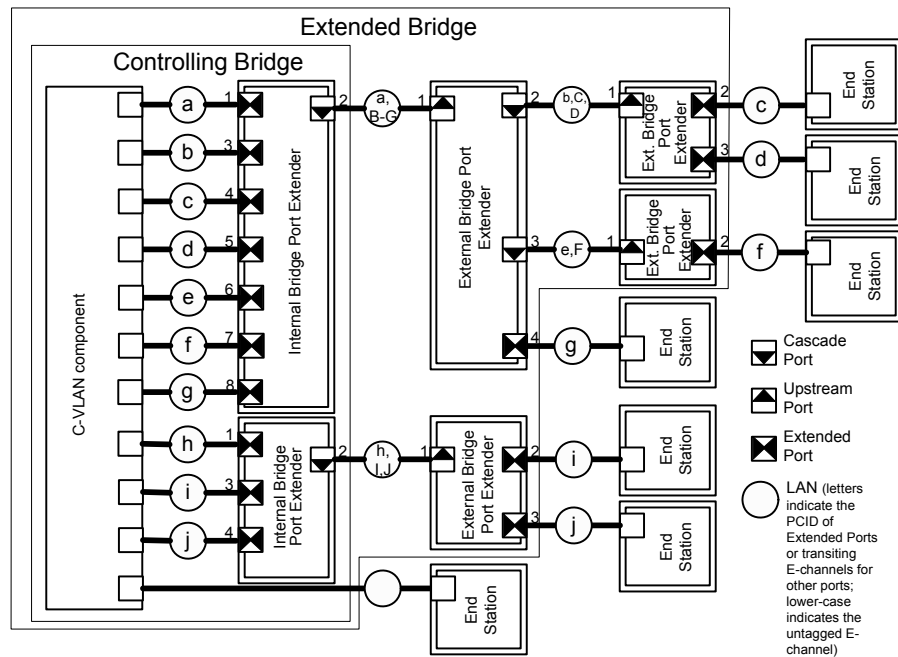 Extended Bridge
Controlling Bridge
C-VLAN component
a
b
c
d
e
f
g
h
i
j
1
3
4
5
6
7
8
Internal Bridge Port Extender
2
a,
B-G
1
External Bridge Port
Extender
2
3
4
b,C,
D
1
Ext. Bridge
Port
Extender
2
3
c
d
End
Station
End
Station
e,F
1
Ext. Bridge
Port
Extender
2
f
End
Station
g
End
Station
1
3
4
Internal Bridge
Port Extender
2
h,
I,J
1
External Bridge
Port Extender
2
3
i
j
End
Station
End
Station
End
Station
Cascade
Port
Upstream
Port
Extended
Port
LAN (letters
indicate the
PCID of
Extended Ports
or transiting
E-channels for
other ports;
lower-case
indicates the
untagged E-
channel)